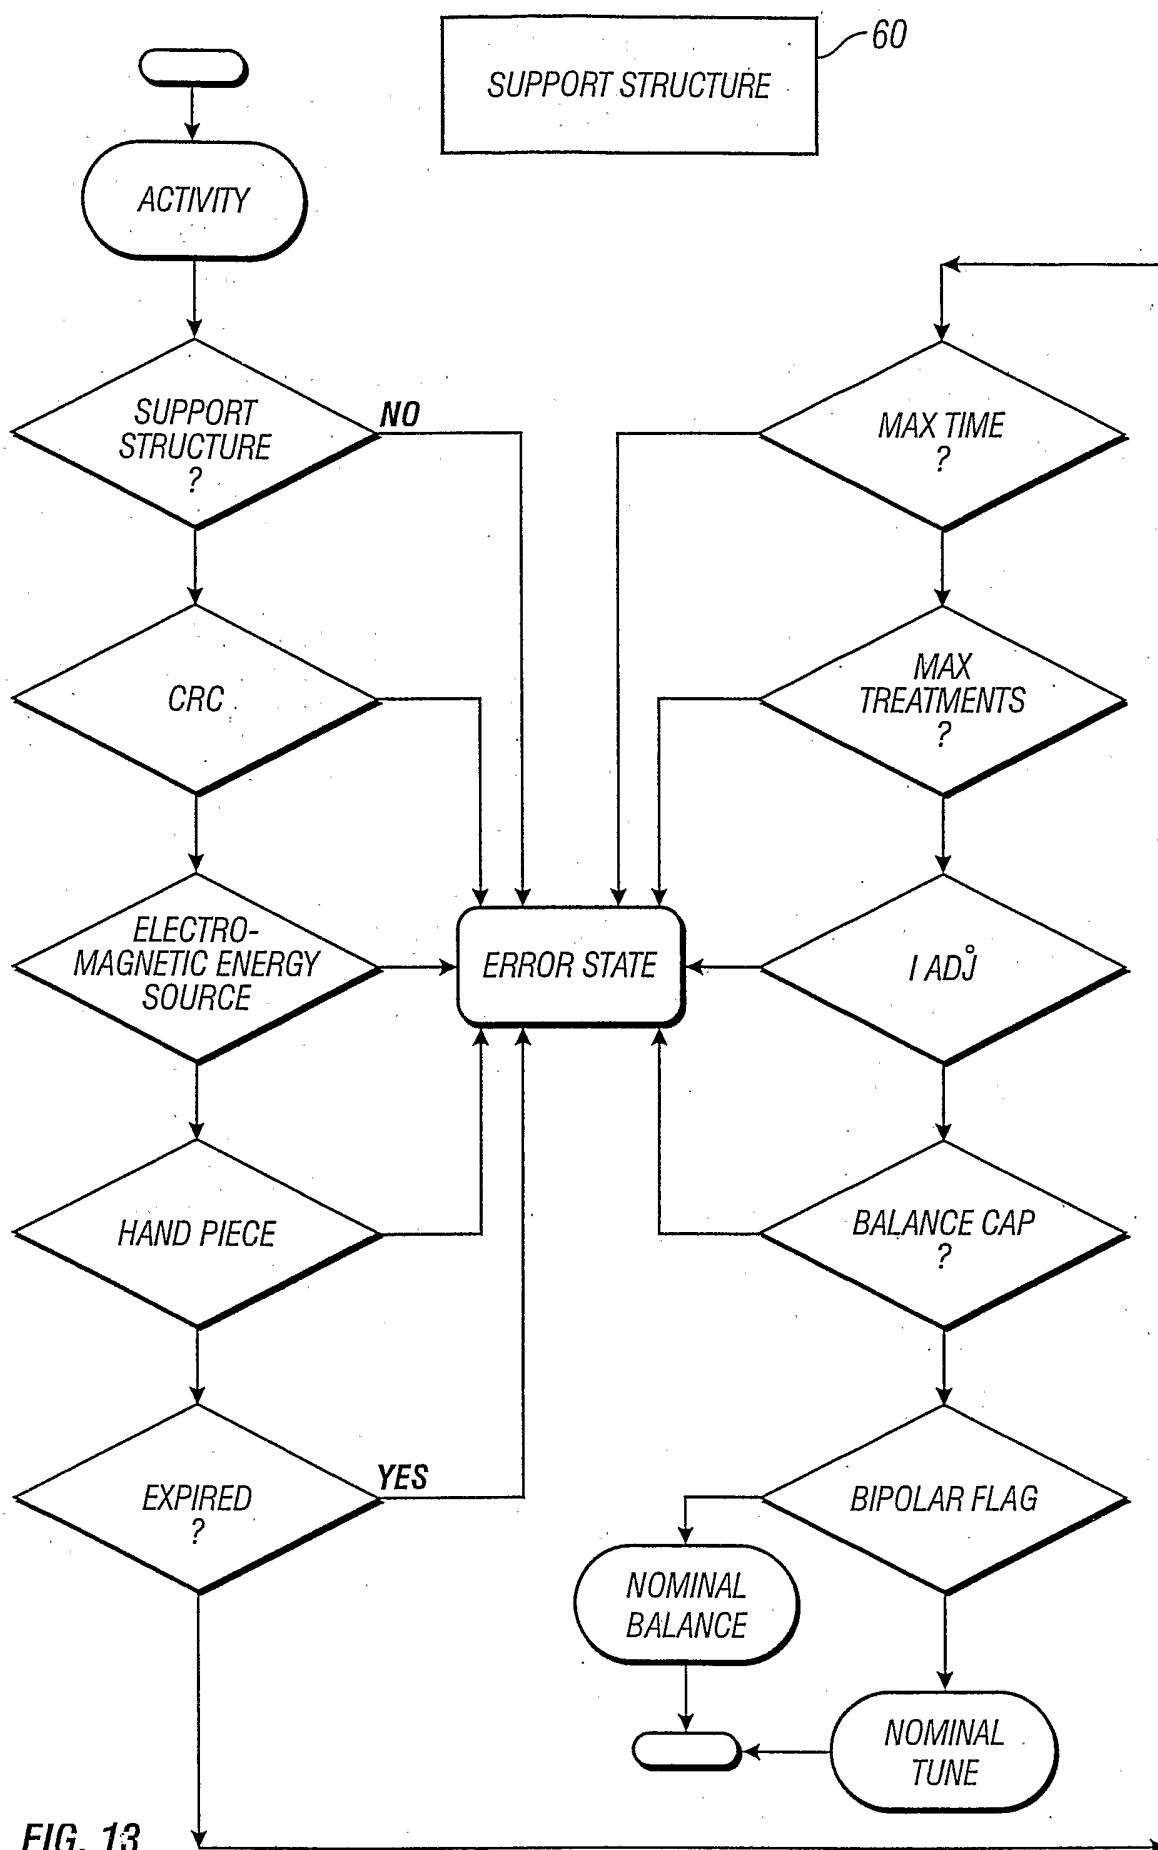 60
SUPPORT STRUCTURE
ACTIVITY
SUPPORT
STRUCTURE
?
NO
CRC
ELECTRO-
MAGNETIC ENERGY
SOURCE
HAND PIECE
EXPIRED
?
YES
ERROR STATE
MAX TIME
?
MAX
TREATMENTS
?
I ADJ
BALANCE CAP
?
BIPOLAR FLAG
NOMINAL
BALANCE
NOMINAL
TUNE
FIG. 13